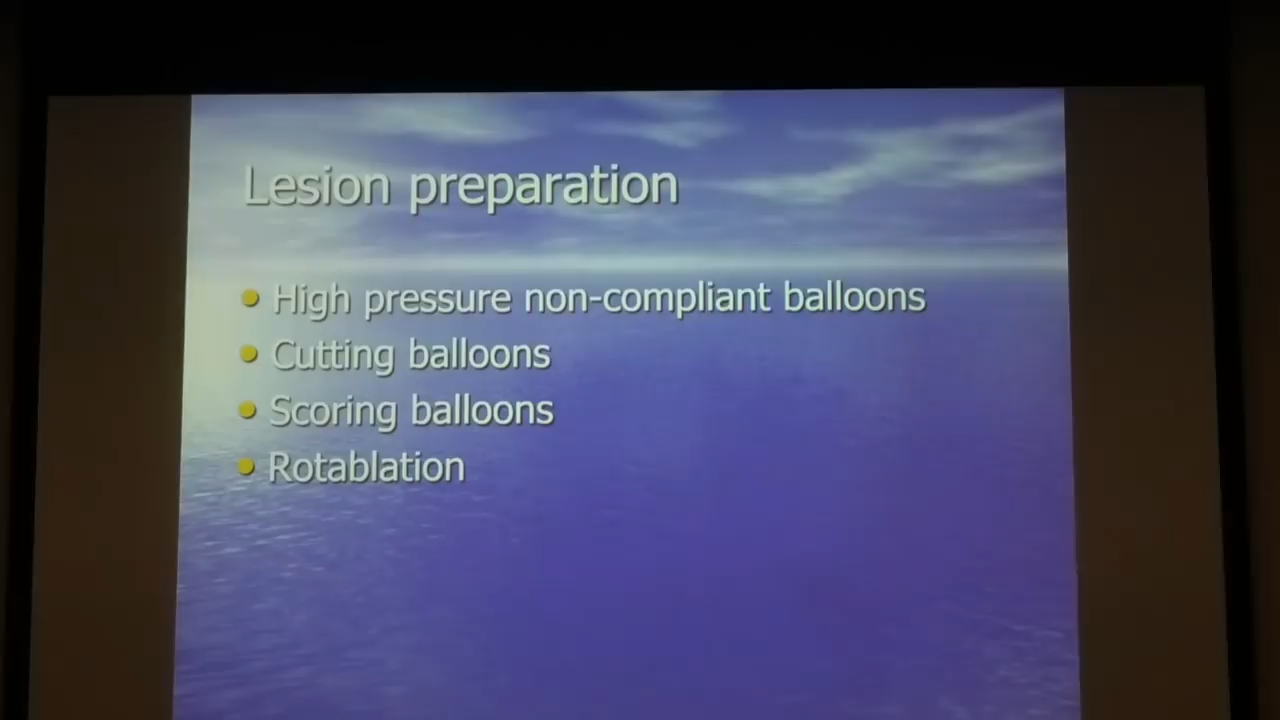 Lesion preparation
High pressure non-compliant balloons
Cutting balloons
Scoring balloons
Rotablation